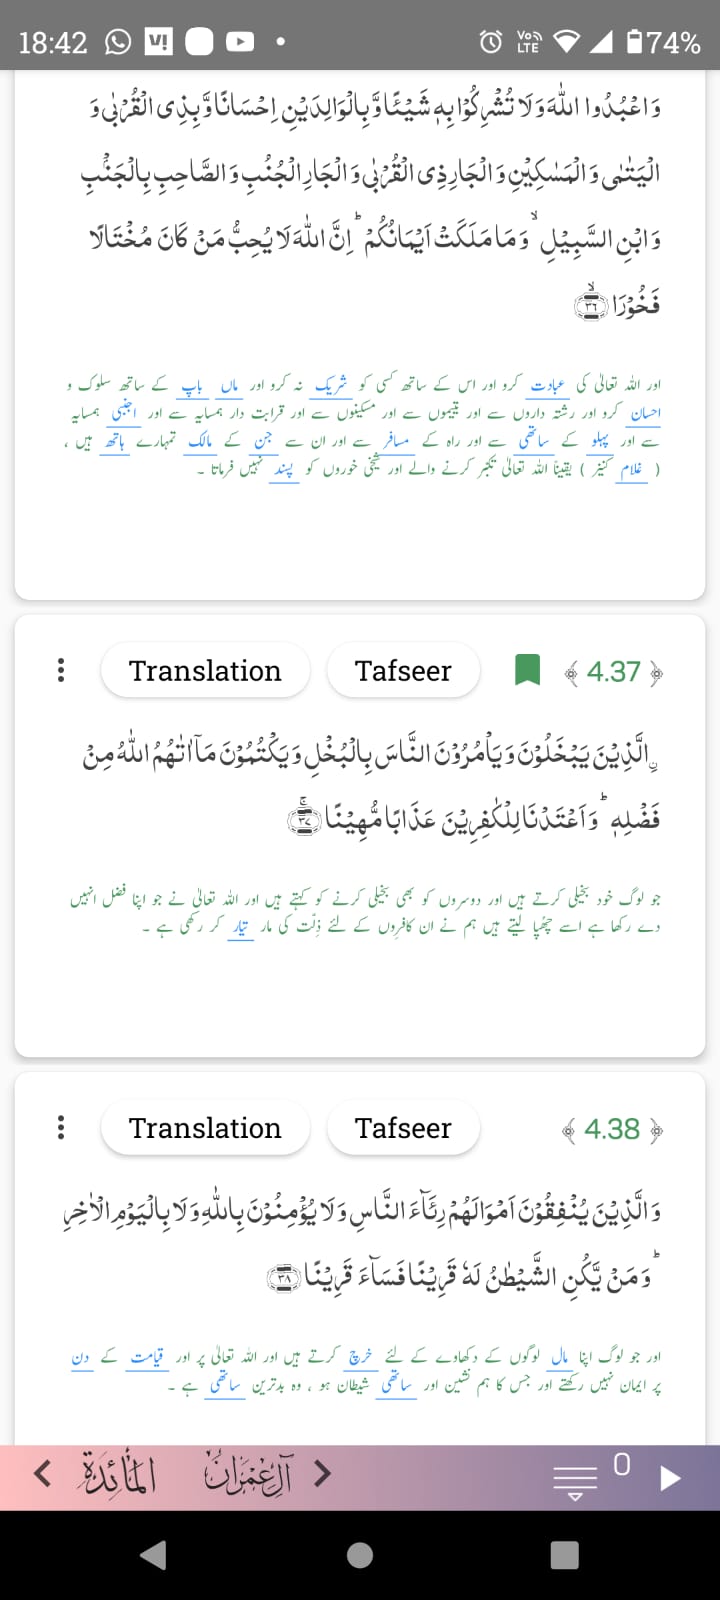 18:42 74%
وَاعْبُدُوا اللّٰهَ وَلَا تُشْرِكُوْا بِهٖ شَيْئًا وَّبِالْوَالِدَيْنِ اِحْسَانًا وَّبِذِى الْقُرْبٰى وَ
الْيَتٰمٰى وَالْمَسٰكِيْنِ وَالْجَارِ ذِى الْقُرْبٰى وَالْجَارِ الْجُنُبِ وَالصَّاحِبِ بِالْجَنْۢبِ
وَابْنِ السَّبِيْلِ ۙ وَمَا مَلَكَتْ اَيْمَانُكُمْ ؕ اِنَّ اللّٰهَ لَا يُحِبُّ مَنْ كَانَ مُخْتَالًا
فَخُوْرَا ۙ ٣٦
اور اللہ تعالیٰ کی عبادت کرو اور اس کے ساتھ کسی کو شریک نہ کرو اور ماں باپ کے ساتھ سلوک و
احسان کرو اور رشتہ داروں سے اور یتیموں سے اور مسکینوں سے اور قرابت دار ہمسایہ سے اور اجنبی ہمسایہ
سے اور پہلو کے ساتھی سے اور راہ کے مسافر سے اور ان سے جن کے مالک تمہارے ہاتھ ہیں ،
( غلام کنیز ) یقیناً اللہ تعالیٰ تکبر کرنے والے اور شیخی خوروں کو پسند نہیں فرماتا ۔
Translation Tafseer 4.37
ۨالَّذِيْنَ يَبْخَلُوْنَ وَيَاْمُرُوْنَ النَّاسَ بِالْبُخْلِ وَيَكْتُمُوْنَ مَاۤ اٰتٰٮهُمُ اللّٰهُ مِنْ
فَضْلِهٖ ؕ وَاَعْتَدْنَا لِلْكٰفِرِيْنَ عَذَابًا مُّهِيْنًا ۚ ٣٧
جو لوگ خود بخیلی کرتے ہیں اور دوسروں کو بھی بخیلی کرنے کو کہتے ہیں اور اللہ تعالیٰ نے جو اپنا فضل انہیں
دے رکھا ہے اسے چھپا لیتے ہیں ہم نے ان کافروں کے لئے ذِلّت کی مار تیّار کر رکھی ہے ۔
Translation Tafseer 4.38
وَالَّذِيْنَ يُنْفِقُوْنَ اَمْوَالَهُمْ رِئَآءَ النَّاسِ وَلَا يُؤْمِنُوْنَ بِاللّٰهِ وَلَا بِالْيَوْمِ الْاٰخِرِ
ؕ وَمَنْ يَّكُنِ الشَّيْطٰنُ لَهٗ قَرِيْنًا فَسَآءَ قَرِيْنًا ٣٨
اور جو لوگ اپنا مال لوگوں کے دکھاوے کے لئے خرچ کرتے ہیں اور اللہ تعالیٰ پر اور قیامت کے دن
پر ایمان نہیں رکھتے اور جس کا ہم نشین اور ساتھی شیطان ہو ، وہ بدترین ساتھی ہے ۔
المائدة آل عمران 0